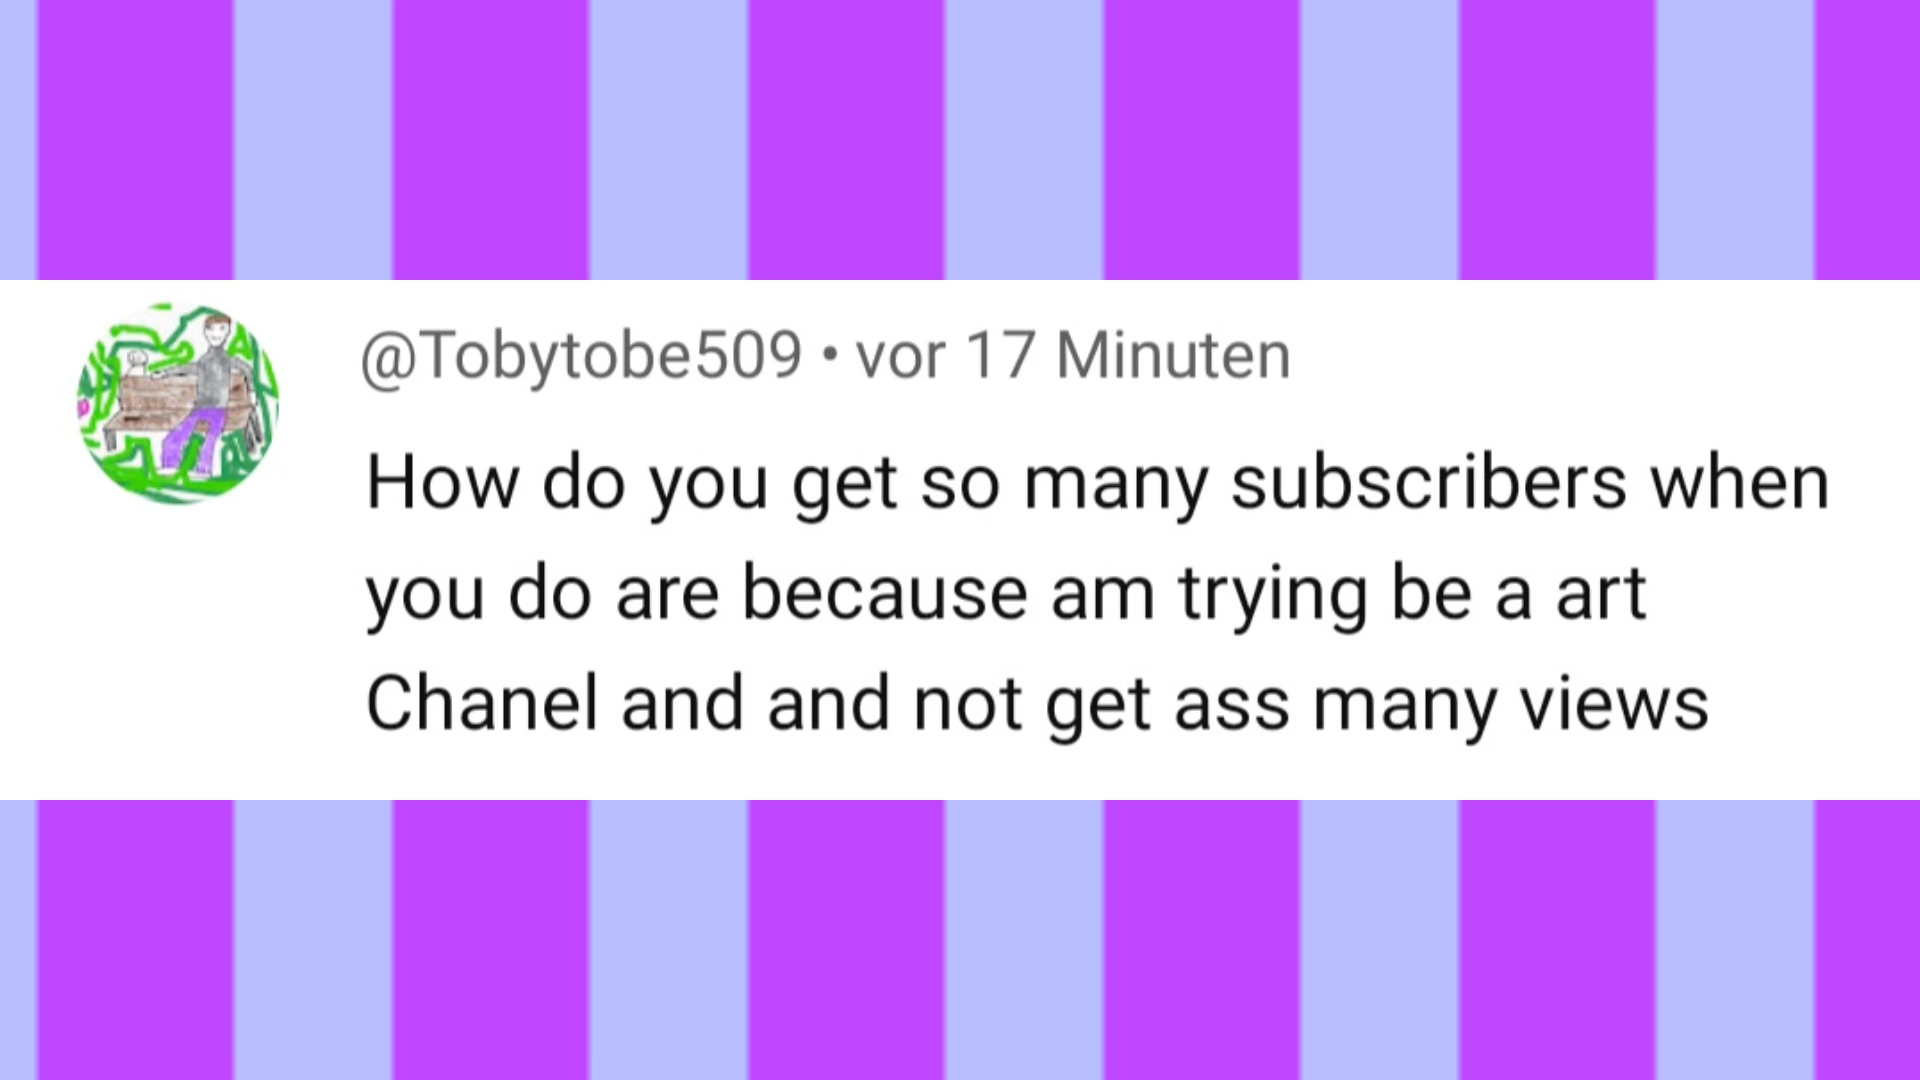 @Tobytobe509 • vor 17 Minuten
How do you get so many subscribers when
you do are because am trying be a art
Chanel and and not get ass many views